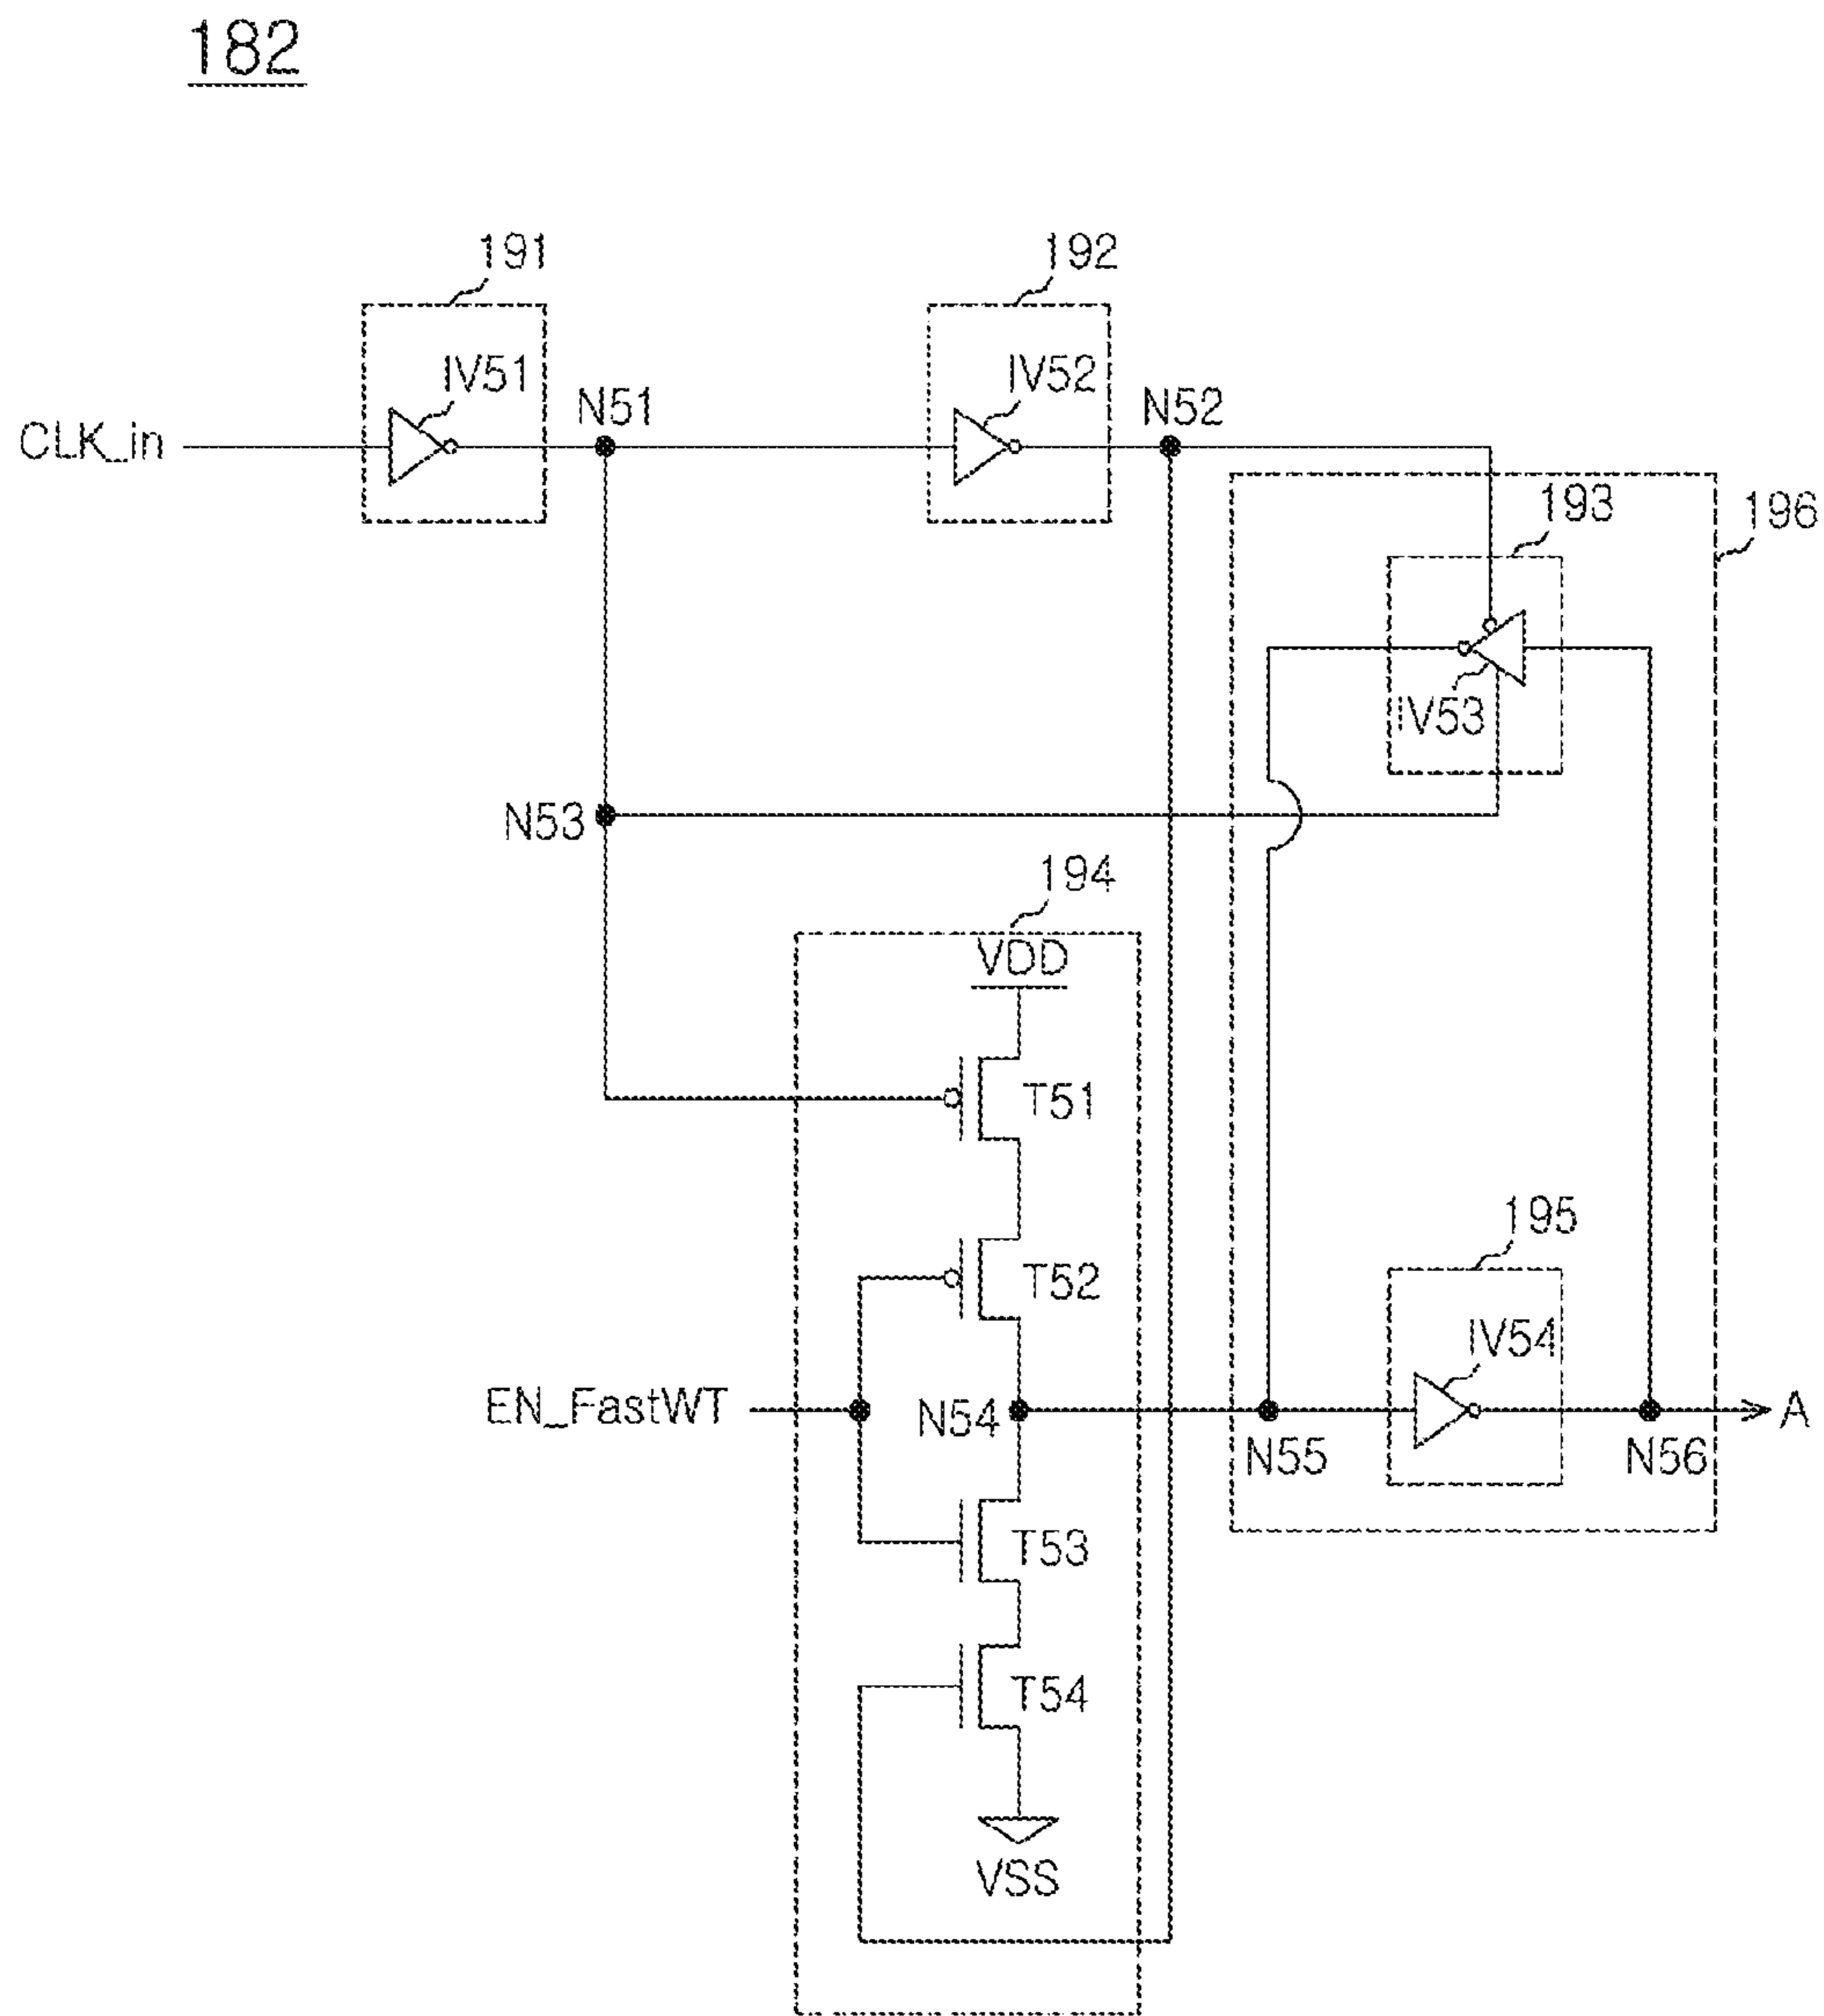 182
191
192
IV51
N51
IV52
N52
CLK_in
193
196
IV53
N53
194
VDD
T51
T52
195
IV54
EN_FastWT
N54
A
N55
N56
T53
T54
VSS